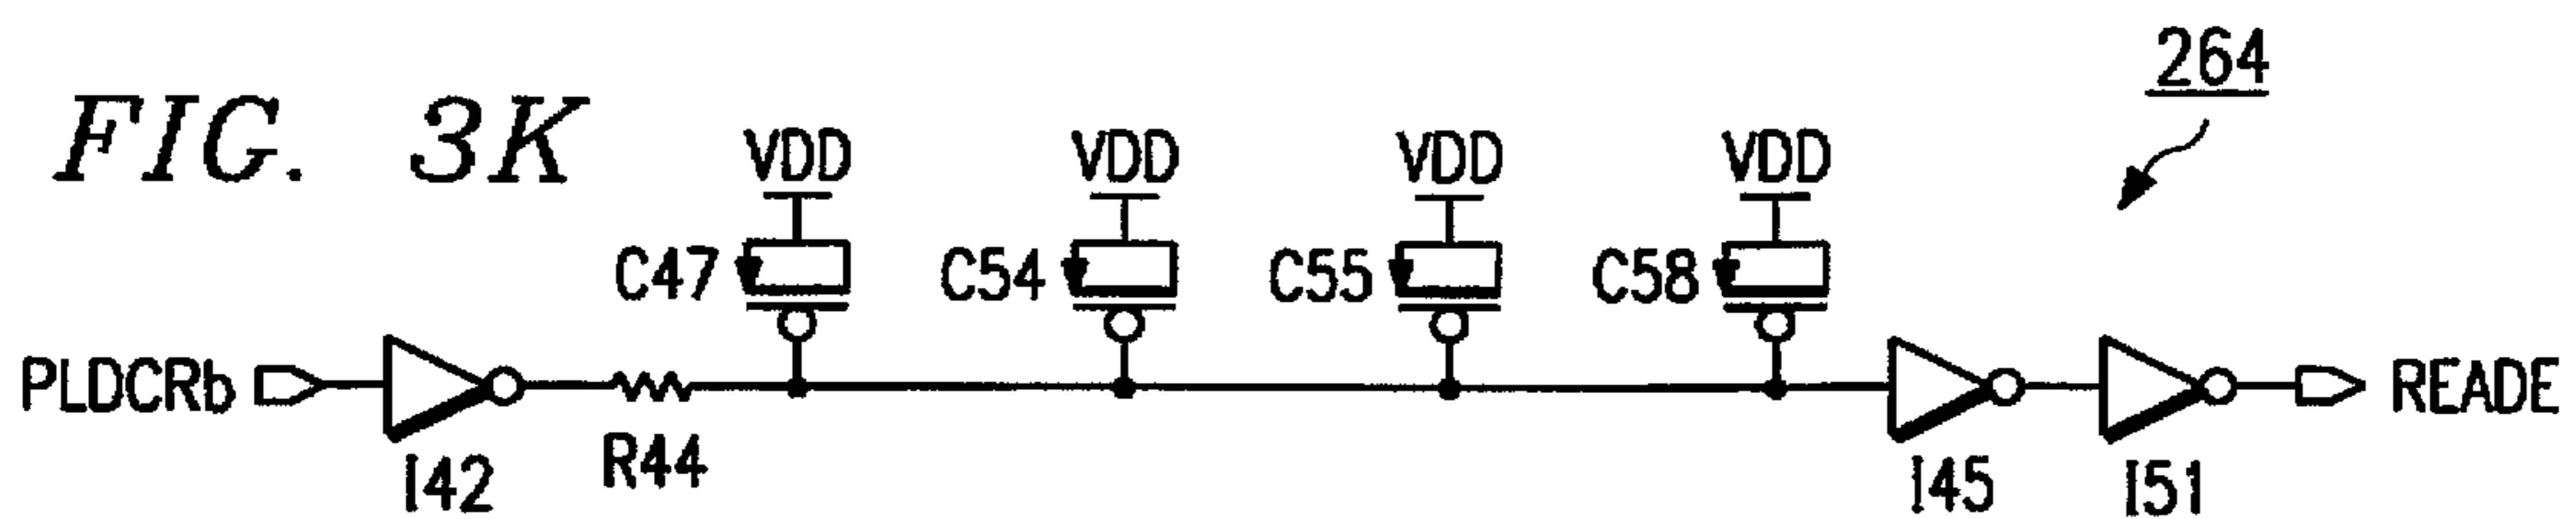 264
FIG. 3K
VDD VDD VDD VDD
C47 C54 C55 C58
PLDCRb READE
I42 R44 I45 I51